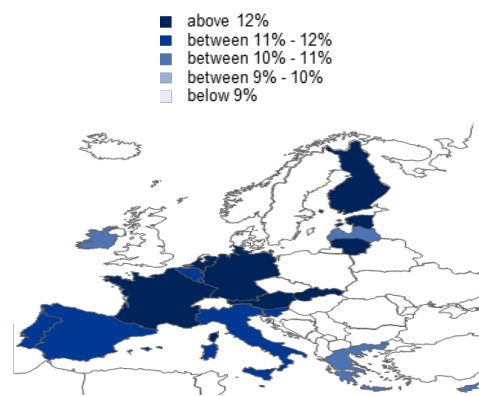 above 12%
between 11% - 12%
between 10% - 11%
between 9% - 10%
below 9%